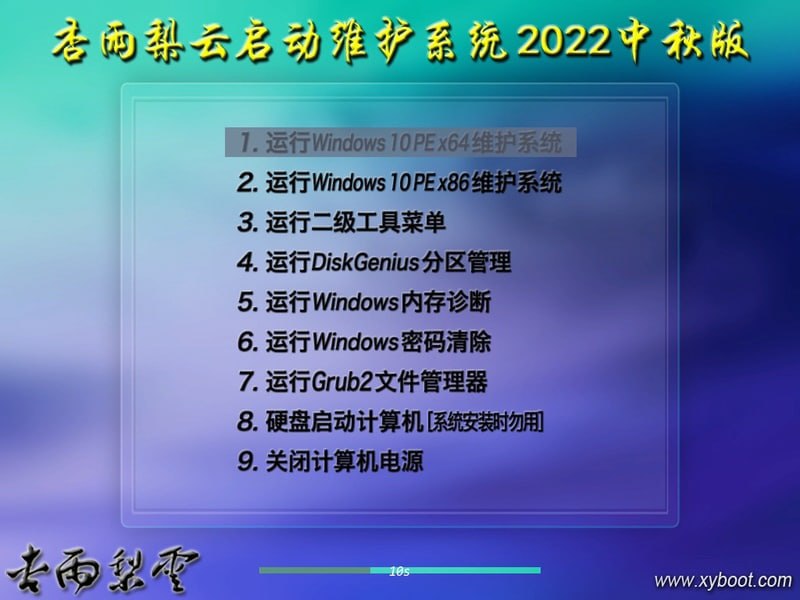 杏雨梨云启动维护系统 2022中秋版
1. 运行Windows 10 PE x64 维护系统
2. 运行Windows 10 PE x86 维护系统
3. 运行二级工具菜单
4. 运行DiskGenius 分区管理
5. 运行Windows 内存诊断
6. 运行Windows 密码清除
7. 运行Grub2 文件管理器
8. 硬盘启动计算机 [系统安装时勿用]
9. 关闭计算机电源
10s
杏雨梨雲
www.xyboot.com